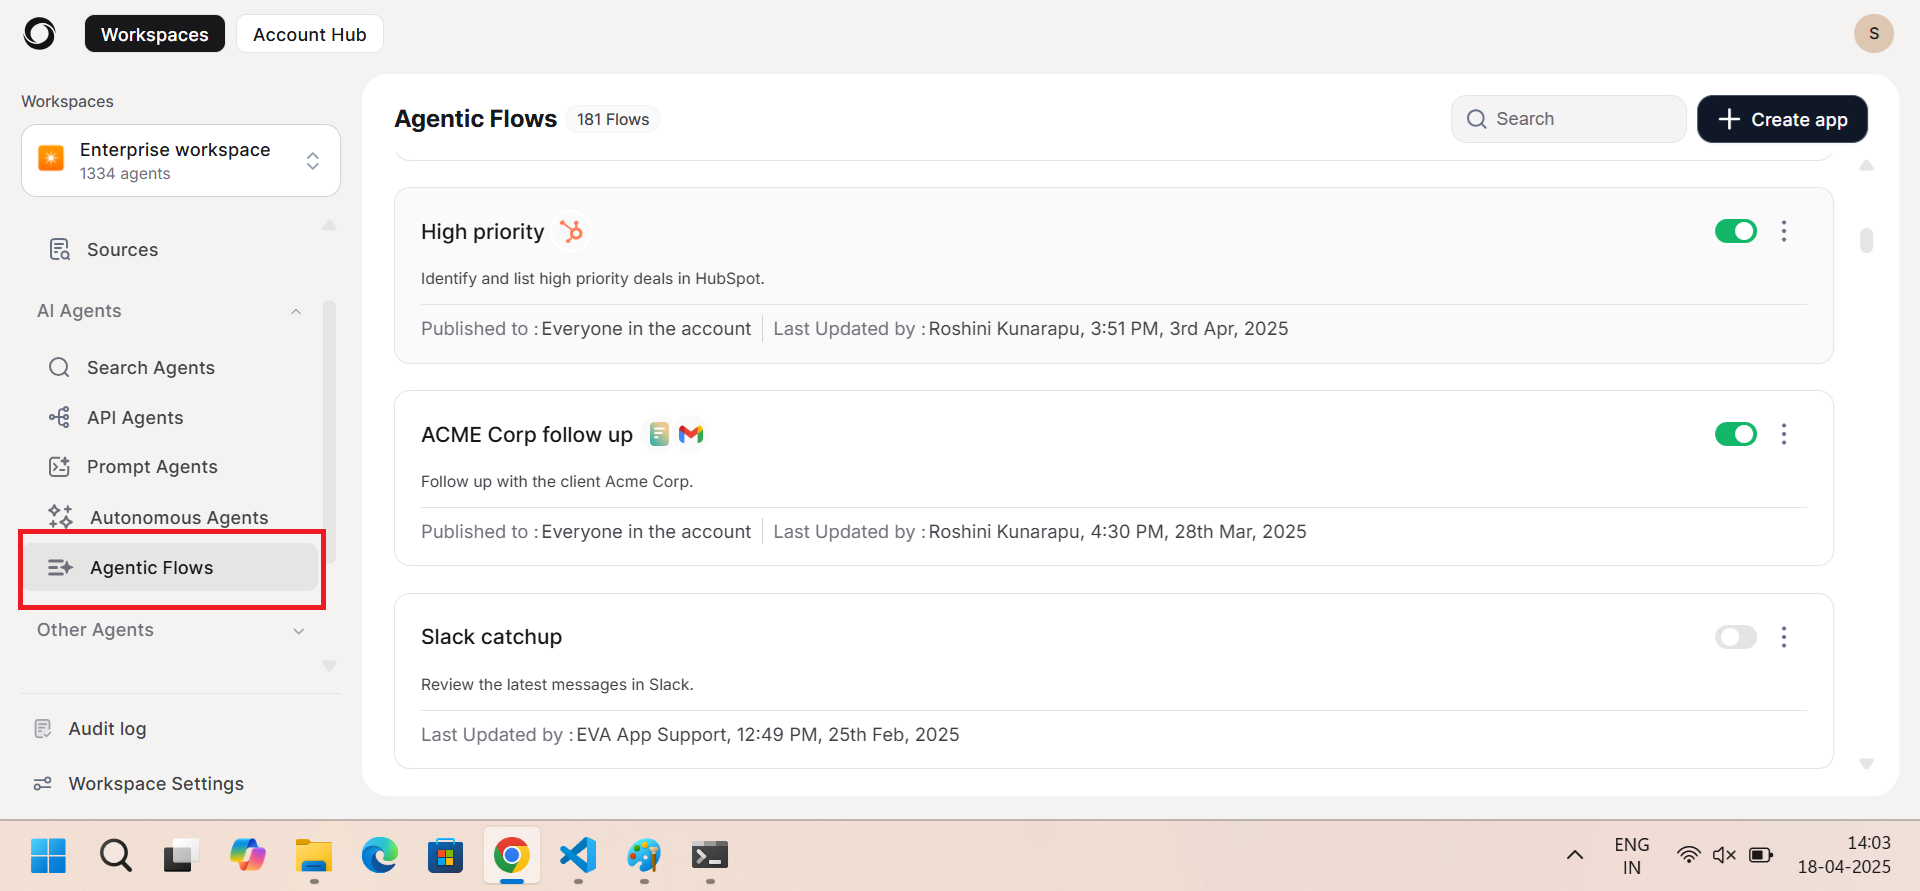 Workspaces
Account Hub
S
Workspaces
Enterprise workspace
1334 agents
Sources
AI Agents
Search Agents
API Agents
Prompt Agents
Autonomous Agents
Agentic Flows
Other Agents
Audit log
Workspace Settings
Agentic Flows
181 Flows
Search
Create app
High priority
Identify and list high priority deals in HubSpot.
Published to : Everyone in the account
Last Updated by : Roshini Kunarapu, 3:51 PM, 3rd Apr, 2025
ACME Corp follow up
Follow up with the client Acme Corp.
Published to : Everyone in the account
Last Updated by : Roshini Kunarapu, 4:30 PM, 28th Mar, 2025
Slack catchup
Review the latest messages in Slack.
Last Updated by : EVA App Support, 12:49 PM, 25th Feb, 2025
ENG
IN
14:03
18-04-2025